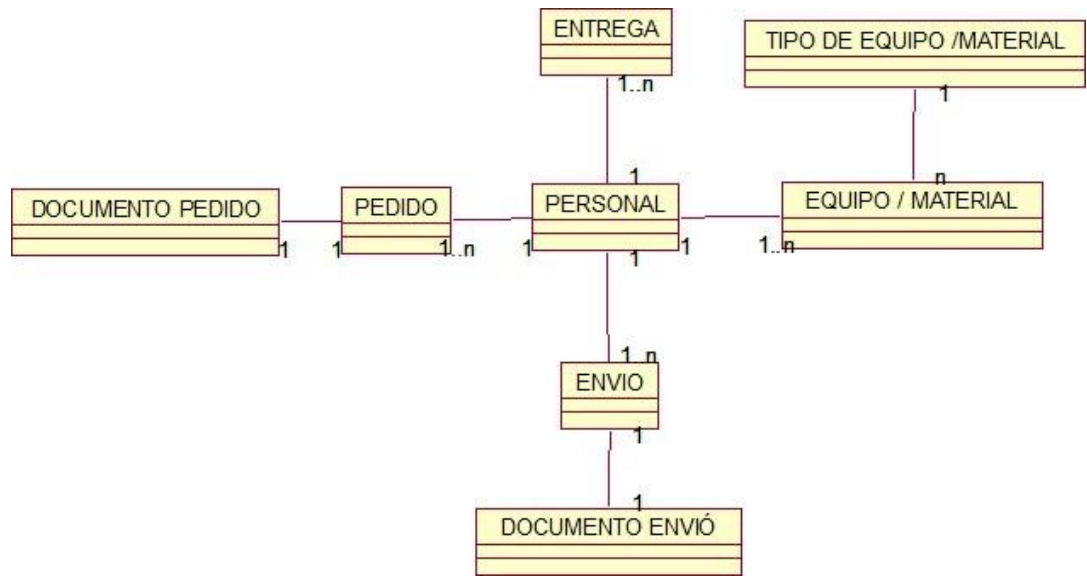 ENTREGA
1..n
TIPO DE EQUIPO /MATERIAL
1
DOCUMENTO PEDIDO
1
PEDIDO
1
1..n
1
PERSONAL
1
1
1
n
EQUIPO / MATERIAL
1..n
1..n
ENVIO
1
1
DOCUMENTO ENVIÓ